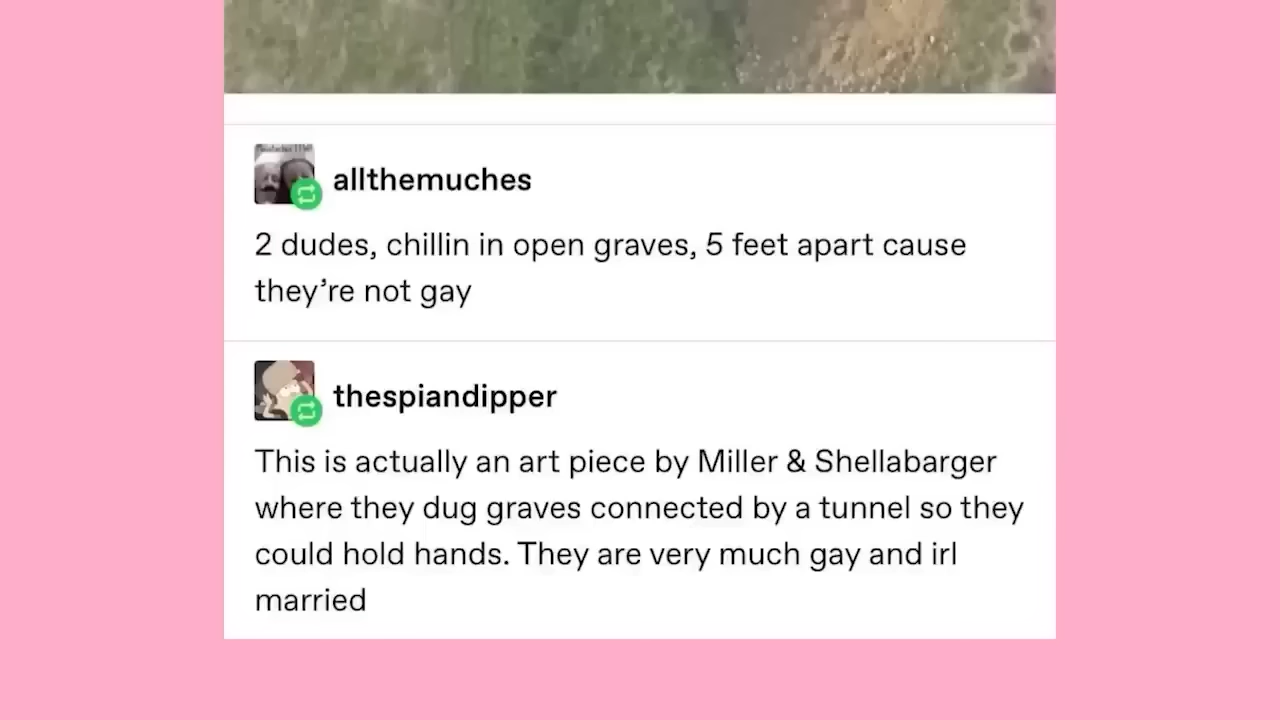 allthemuches
2 dudes, chillin in open graves, 5 feet apart cause
they’re not gay
thespiandipper
This is actually an art piece by Miller & Shellabarger
where they dug graves connected by a tunnel so they
could hold hands. They are very much gay and irl
married